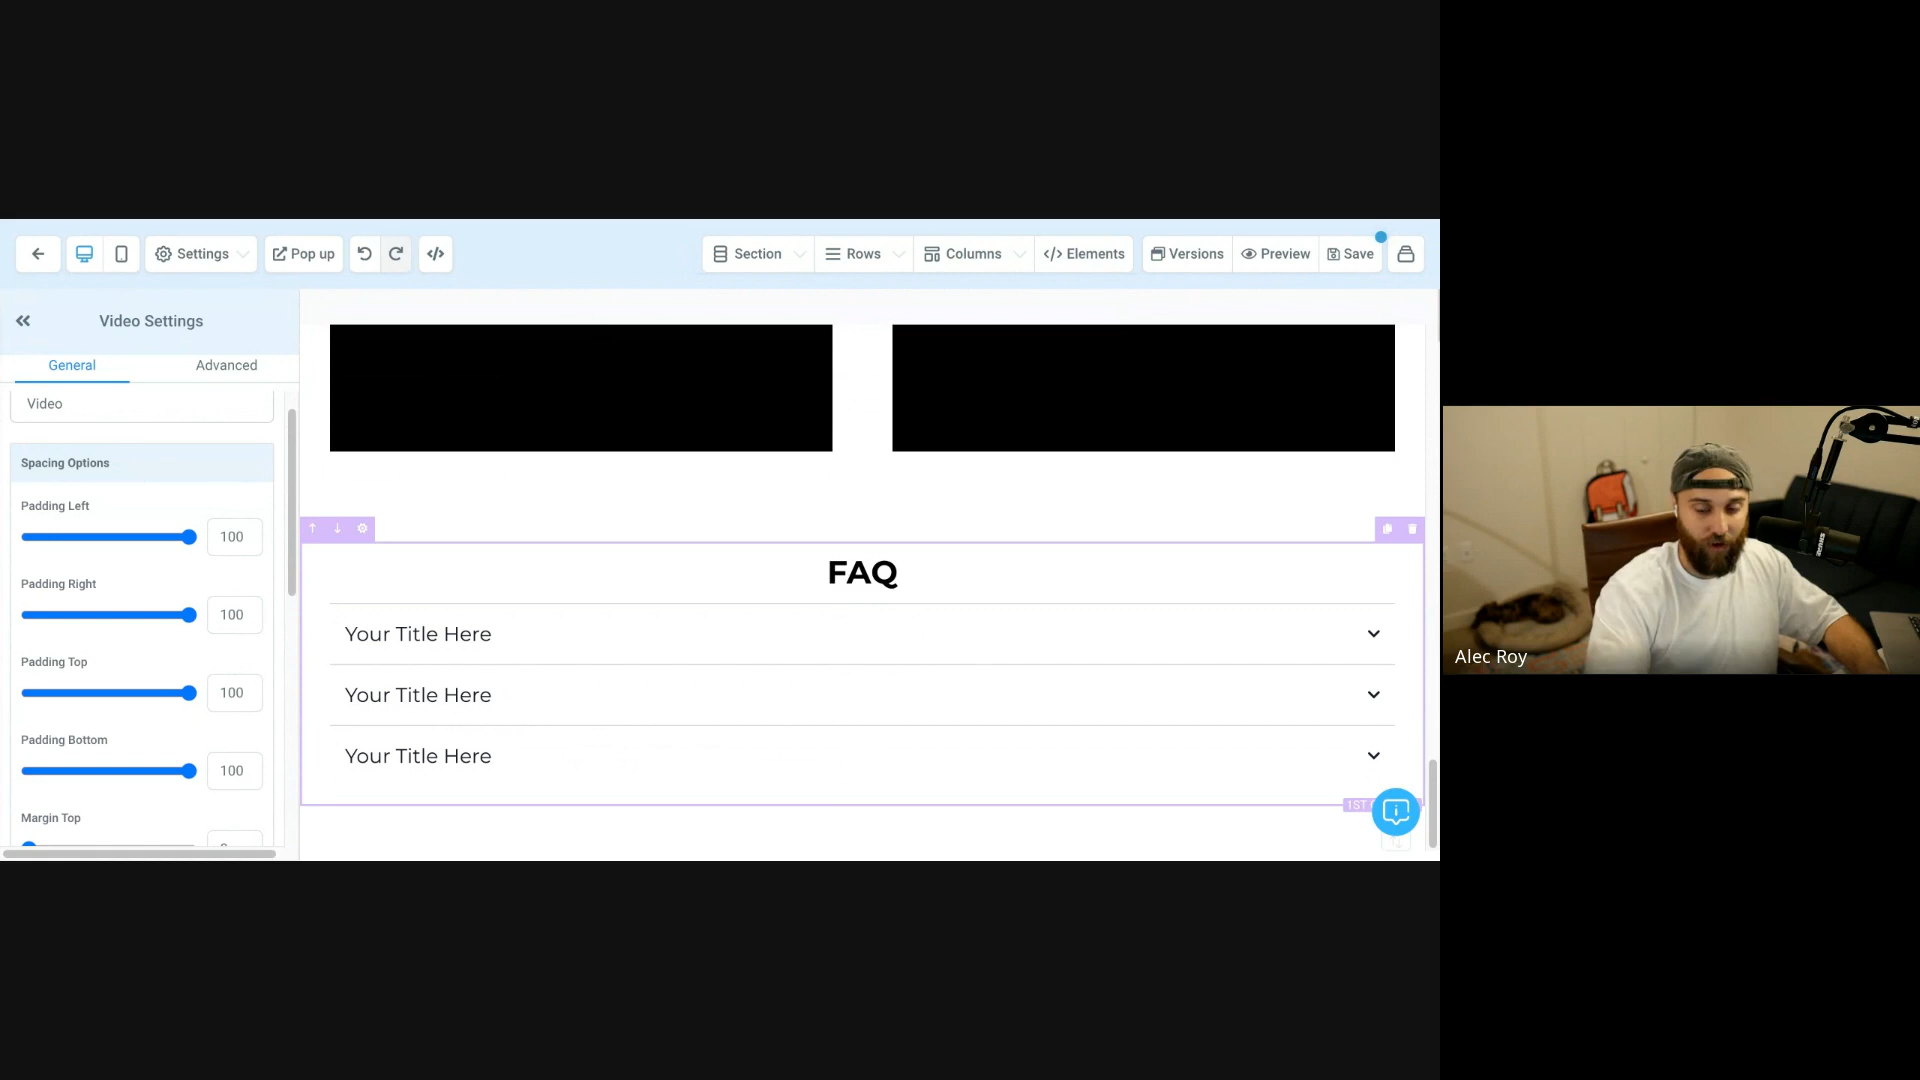 Settings
Pop up
Section
Rows
Columns
</> Elements
Versions
Preview
Save
Video Settings
General
Advanced
Video
Spacing Options
Padding Left
100
Padding Right
100
Padding Top
100
Padding Bottom
100
Margin Top
FAQ
Your Title Here
Your Title Here
Your Title Here
1ST
Alec Roy